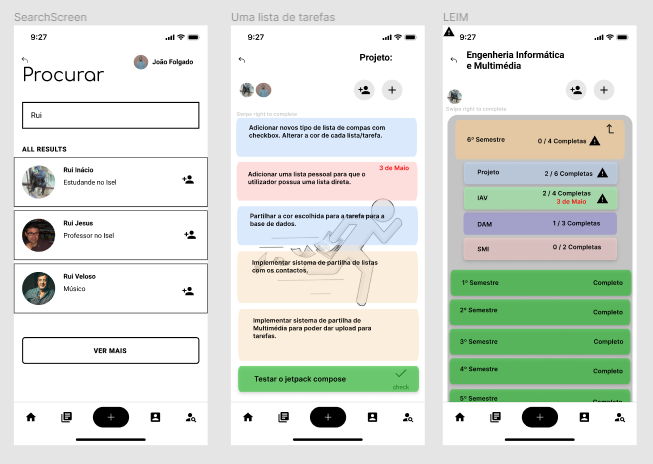 SearchScreen
9:27
Procurar
João Folgado
Rui
ALL RESULTS
Rui Inácio
Estudande no Isel
Rui Jesus
Professor no Isel
Rui Veloso
Músico
VER MAIS
Uma lista de tarefas
9:27
Projeto:
Swipe right to complete
Adicionar novos tipo de listas de compas com
checkbox. Alterar a cor de cada lista/tarefa.
3 de Maio
Adicionar uma lista pessoal para que o
utilizador possua uma lista direta.
Partilhar a cor escolhida para a tarefa para a
base de dados.
Implementar sistema de partilha de listas
com os contactos.
Implementar sistema de partilha de
Multimédia para poder dar upload para
tarefas.
Testar o jetpack compose
check
LEIM
9:27
Engenheria Informática
e Multimédia
Swipe right to complete
6º Semestre
0 / 4 Completas
Projeto
2 / 6 Completas
IAV
2 / 4 Completas
3 de Maio
DAM
1 / 3 Completas
SMI
0 / 2 Completas
1º Semestre
Completo
2º Semestre
Completo
3º Semestre
Completo
4º Semestre
Completo
5º Semestre
Completo